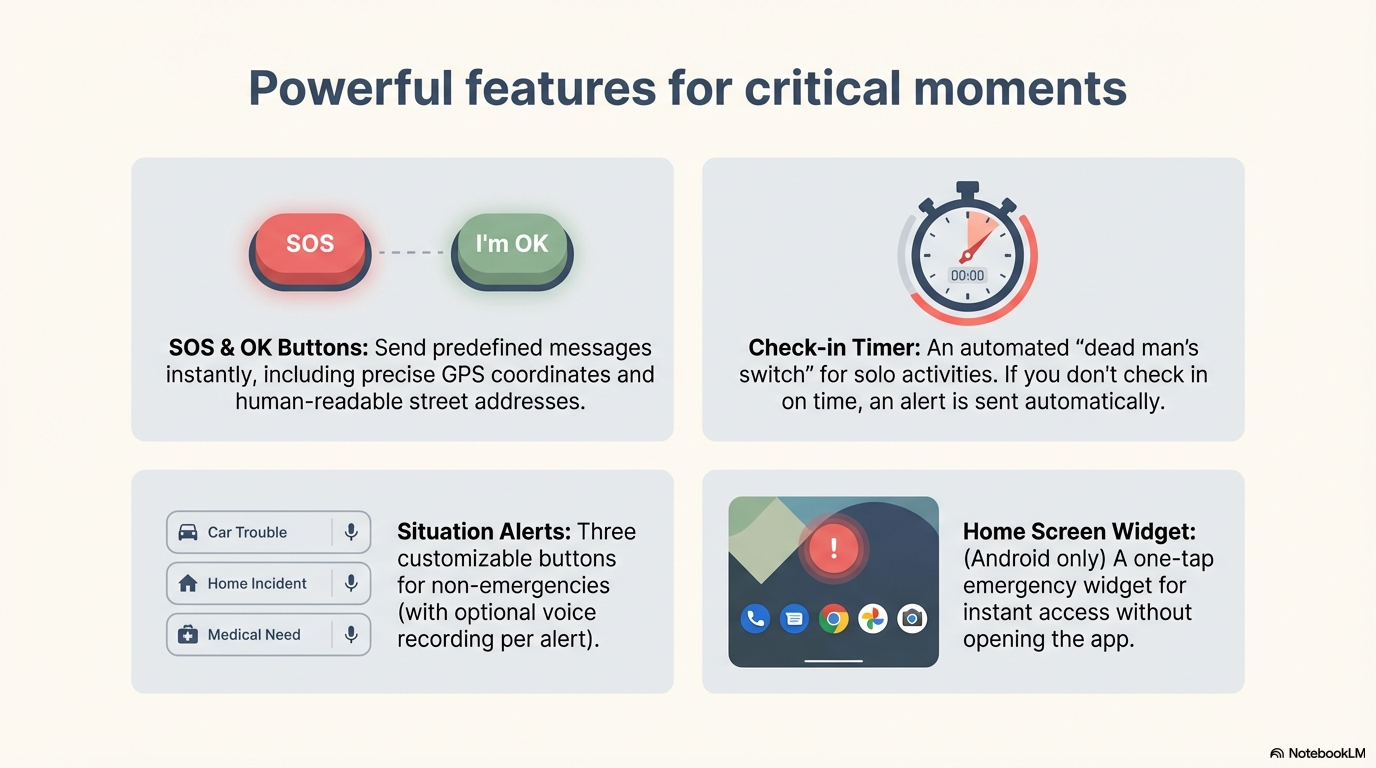 Powerful features for critical moments
SOS
I'm OK
SOS & OK Buttons: Send predefined messages
instantly, including precise GPS coordinates and
human-readable street addresses.
00:00
Check-in Timer: An automated “dead man’s
switch” for solo activities. If you don't check in
on time, an alert is sent automatically.
Car Trouble
Home Incident
Medical Need
Situation Alerts: Three
customizable buttons
for non-emergencies
(with optional voice
recording per alert).
!
Home Screen Widget:
(Android only) A one-tap
emergency widget for
instant access without
opening the app.
NotebookLM